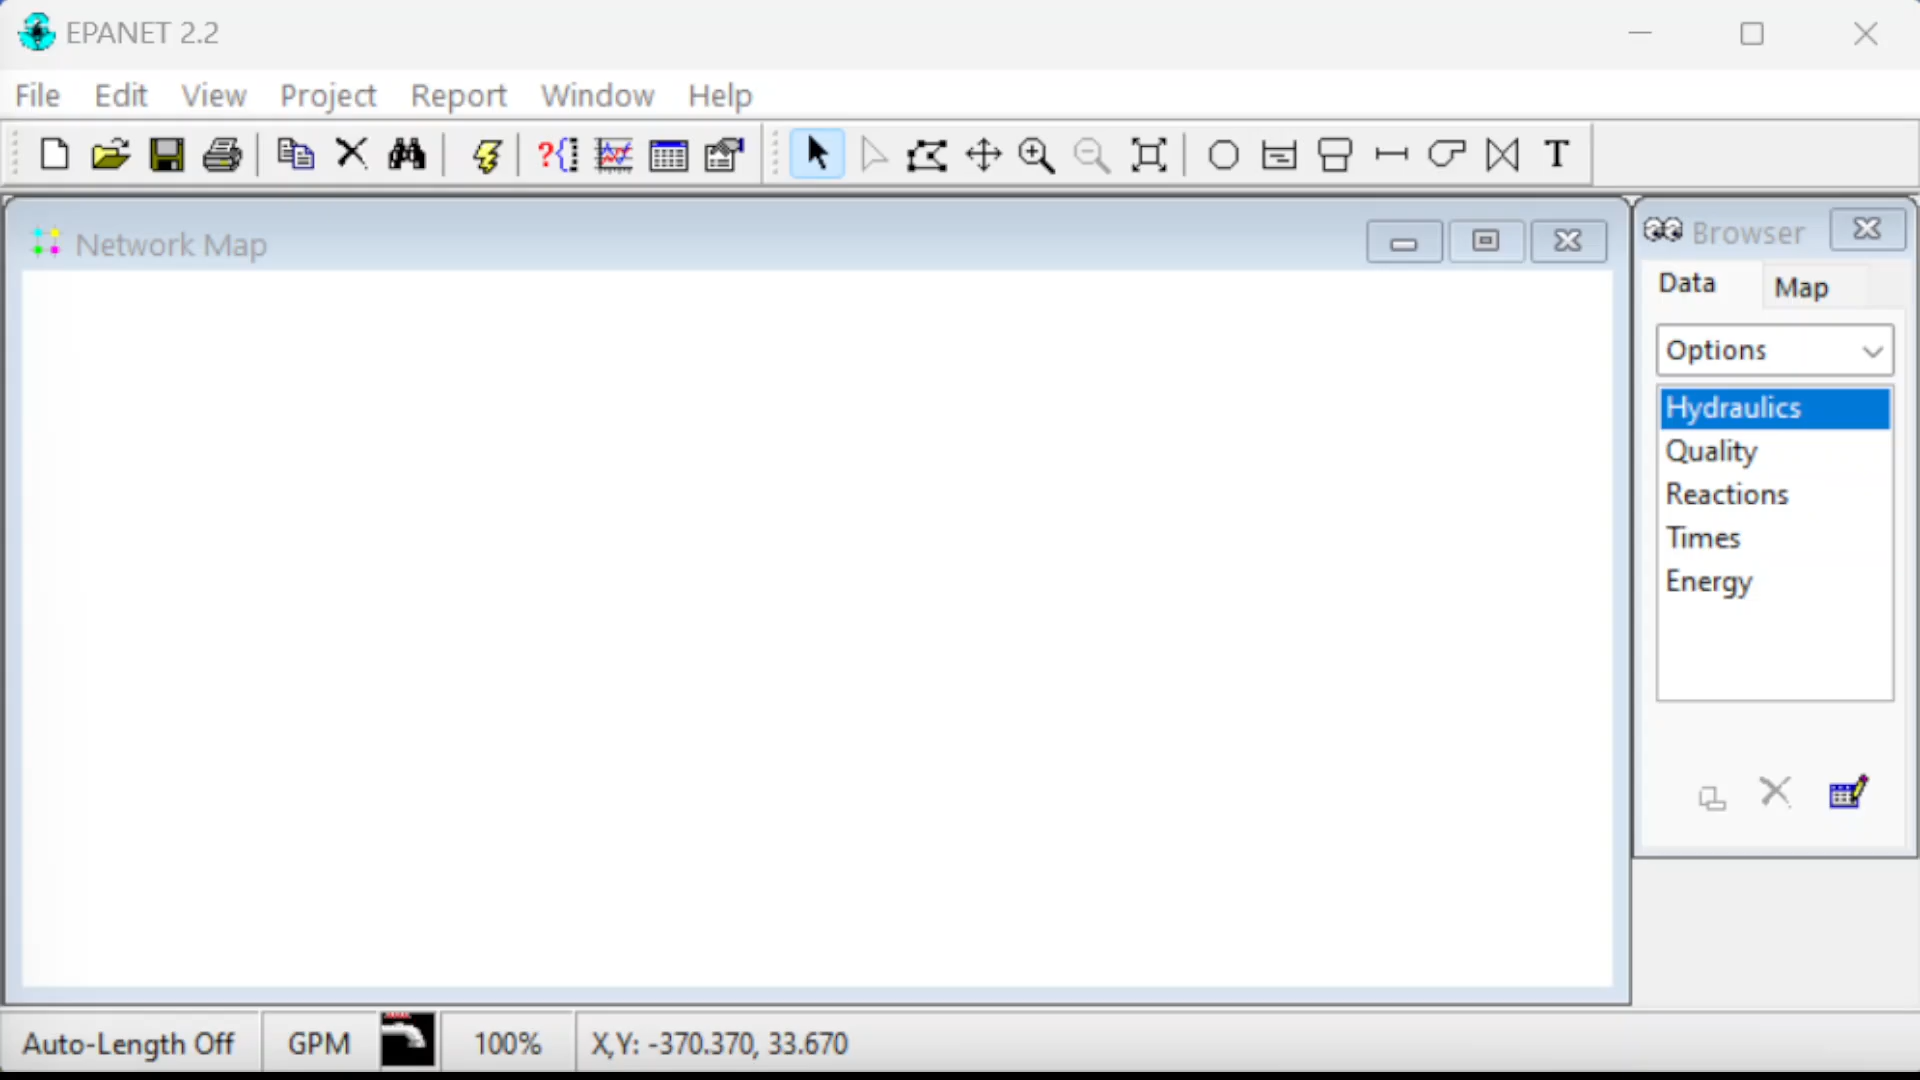 EPANET 2.2
File Edit View Project Report Window Help
T
Network Map
Browser
Data Map
Options
Hydraulics
Quality
Reactions
Times
Energy
Auto-Length Off GPM 100% X,Y: -370.370, 33.670